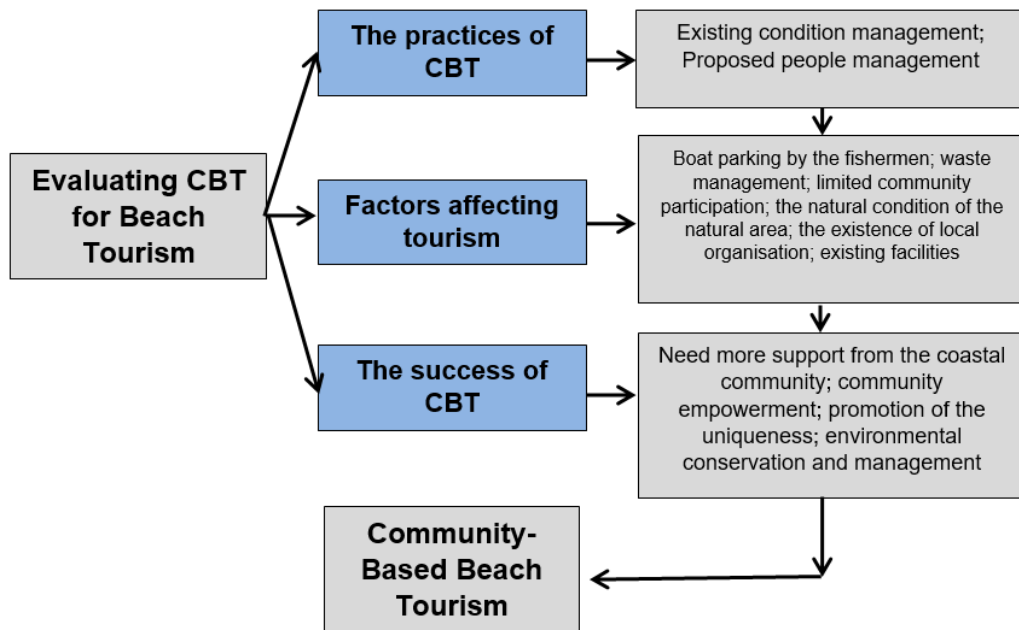 The practices of
CBT
Existing condition management;
Proposed people management
Evaluating CBT
for Beach
Tourism
Factors affecting
tourism
Boat parking by the fishermen; waste
management; limited community
participation; the natural condition of the
natural area; the existence of local
organisation; existing facilities
The success of
CBT
Need more support from the coastal
community; community
empowerment; promotion of the
uniqueness; environmental
conservation and management
Community-
Based Beach
Tourism